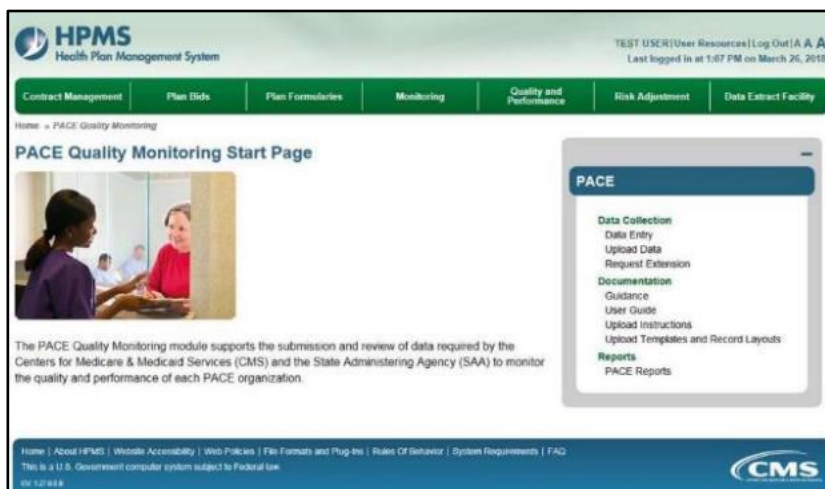 HPMS
Health Plan Management System
TEST USER|User Resources|Log Out|A A A
Last logged in at 1:07 PM on March 26, 2018
Contract Management
Plan Bids
Plan Formularies
Monitoring
Quality and
Performance
Risk Adjustment
Data Extract Facility
Home » PACE Quality Monitoring
PACE Quality Monitoring Start Page
The PACE Quality Monitoring module supports the submission and review of data required by the
Centers for Medicare & Medicaid Services (CMS) and the State Administering Agency (SAA) to monitor
the quality and performance of each PACE organization.
PACE
Data Collection
Data Entry
Upload Data
Request Extension
Documentation
Guidance
User Guide
Upload Instructions
Upload Templates and Record Layouts
Reports
PACE Reports
Home | About HPMS | Website Accessibility | Web Policies | File Formats and Plug-Ins | Rules Of Behavior | System Requirements | FAQ
This is a U.S. Government computer system subject to Federal law.
CMS